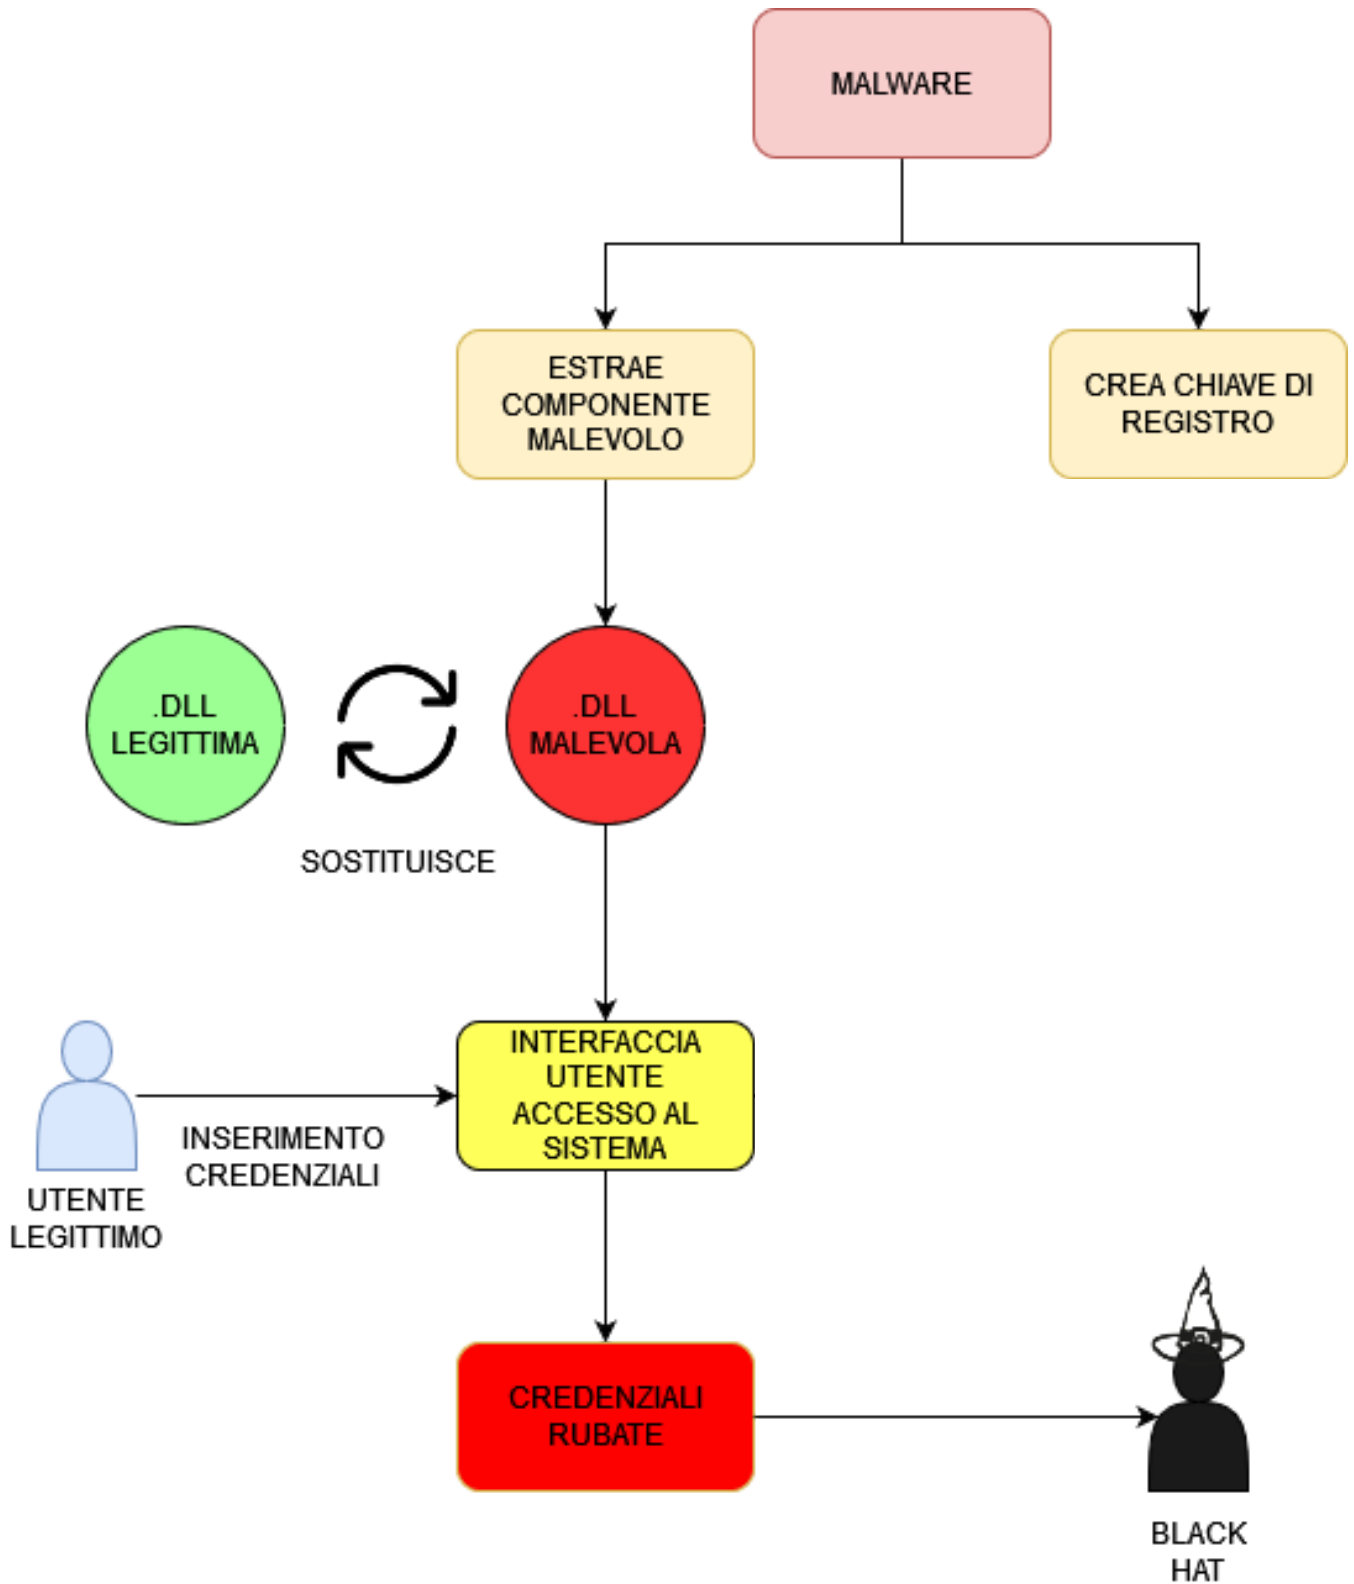 MALWARE
ESTRAE
COMPONENTE
MALEVOLO
CREA CHIAVE DI
REGISTRO
.DLL
LEGITTIMA
.DLL
MALEVOLA
SOSTITUISCE
INTERFACCIA
UTENTE
ACCESSO AL
SISTEMA
INSERIMENTO
CREDENZIALI
UTENTE
LEGITTIMO
CREDENZIALI
RUBATE
BLACK
HAT